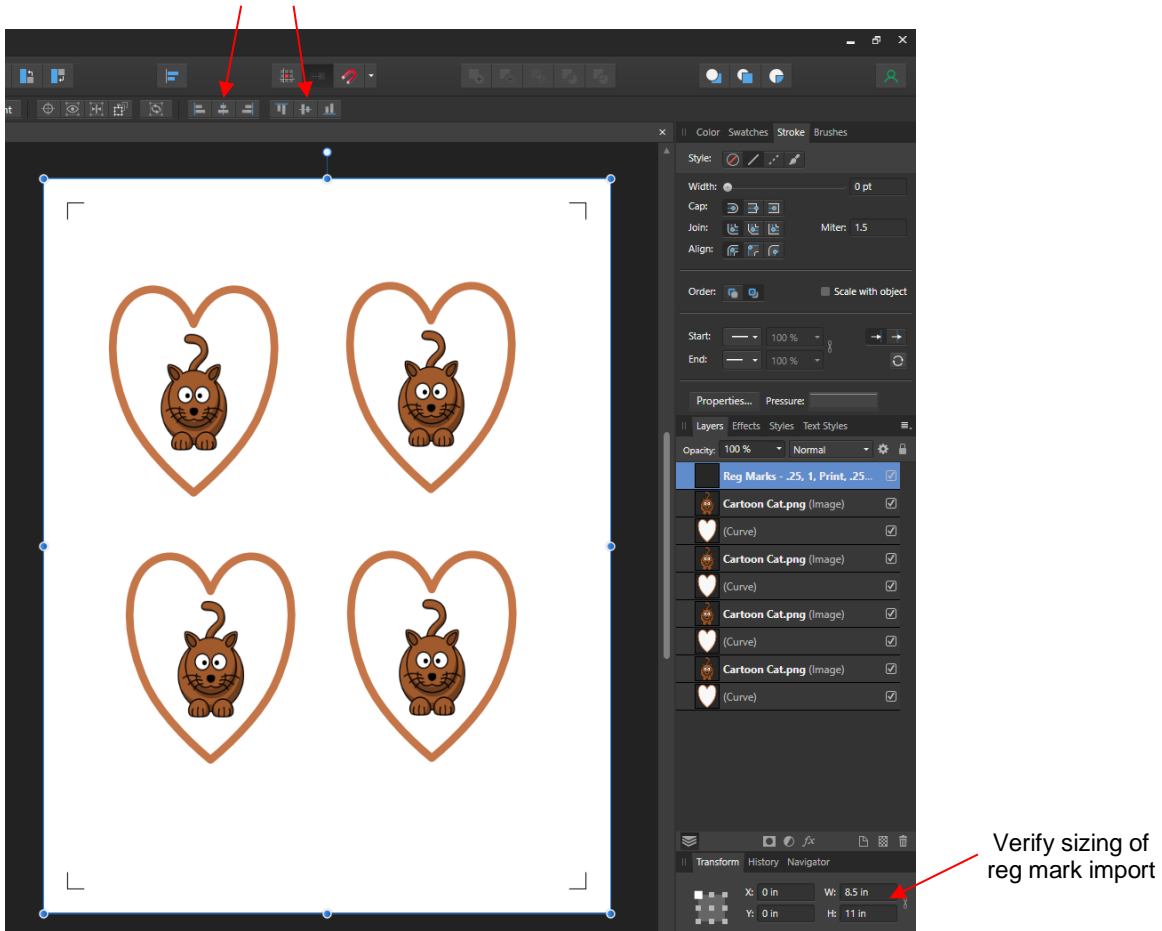 nt
Color Swatches Stroke Brushes
Style:
Width: 0 pt
Cap:
Join: Miter: 1.5
Align:
Order: Scale with object
Start: 100 %
End: 100 %
Properties... Pressure:
Layers Effects Styles Text Styles
Opacity: 100 % Normal
Reg Marks - .25, 1, Print, .25...
Cartoon Cat.png (Image)
(Curve)
Cartoon Cat.png (Image)
(Curve)
Cartoon Cat.png (Image)
(Curve)
Cartoon Cat.png (Image)
(Curve)
fx
Transform History Navigator
X: 0 in W: 8.5 in
Y: 0 in H: 11 in
Verify sizing of
reg mark import